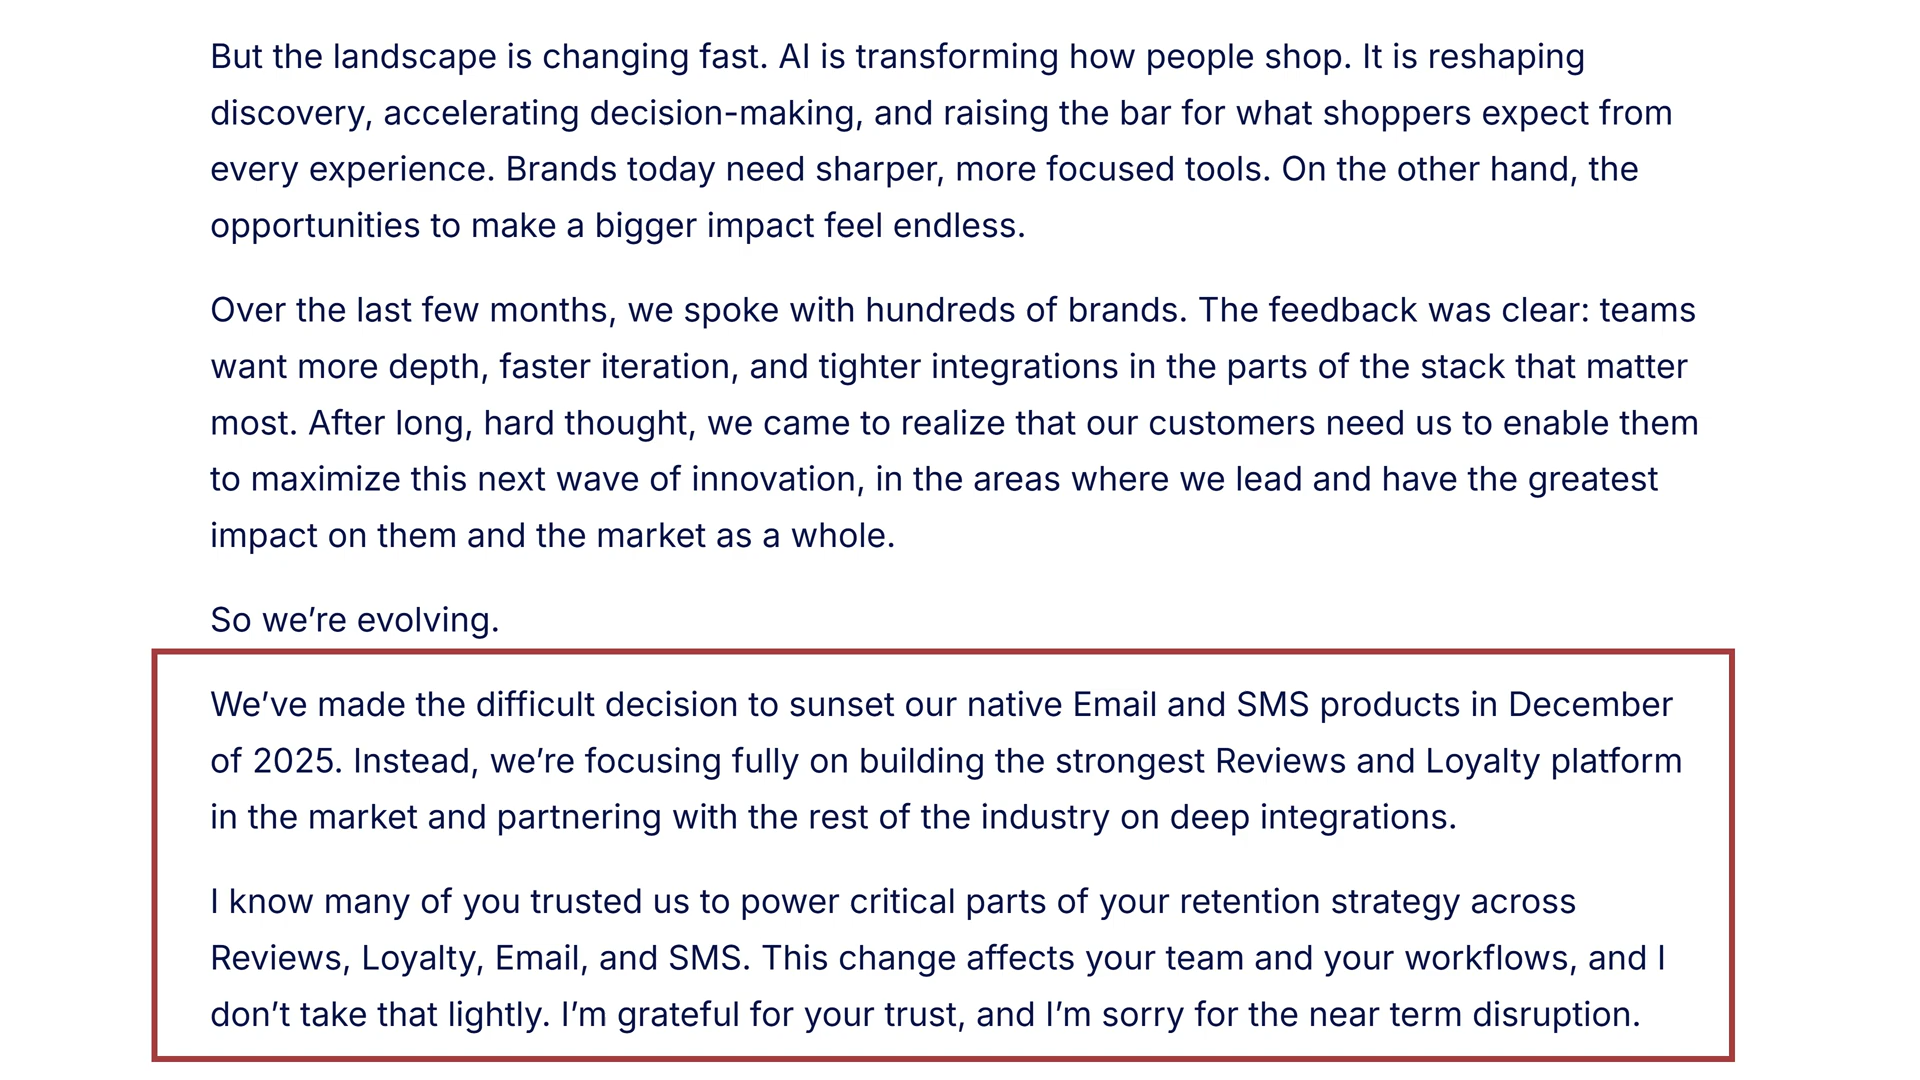 But the landscape is changing fast. AI is transforming how people shop. It is reshaping
discovery, accelerating decision-making, and raising the bar for what shoppers expect from
every experience. Brands today need sharper, more focused tools. On the other hand, the
opportunities to make a bigger impact feel endless.
Over the last few months, we spoke with hundreds of brands. The feedback was clear: teams
want more depth, faster iteration, and tighter integrations in the parts of the stack that matter
most. After long, hard thought, we came to realize that our customers need us to enable them
to maximize this next wave of innovation, in the areas where we lead and have the greatest
impact on them and the market as a whole.
So we’re evolving.
We’ve made the difficult decision to sunset our native Email and SMS products in December
of 2025. Instead, we’re focusing fully on building the strongest Reviews and Loyalty platform
in the market and partnering with the rest of the industry on deep integrations.
I know many of you trusted us to power critical parts of your retention strategy across
Reviews, Loyalty, Email, and SMS. This change affects your team and your workflows, and I
don’t take that lightly. I’m grateful for your trust, and I’m sorry for the near term disruption.